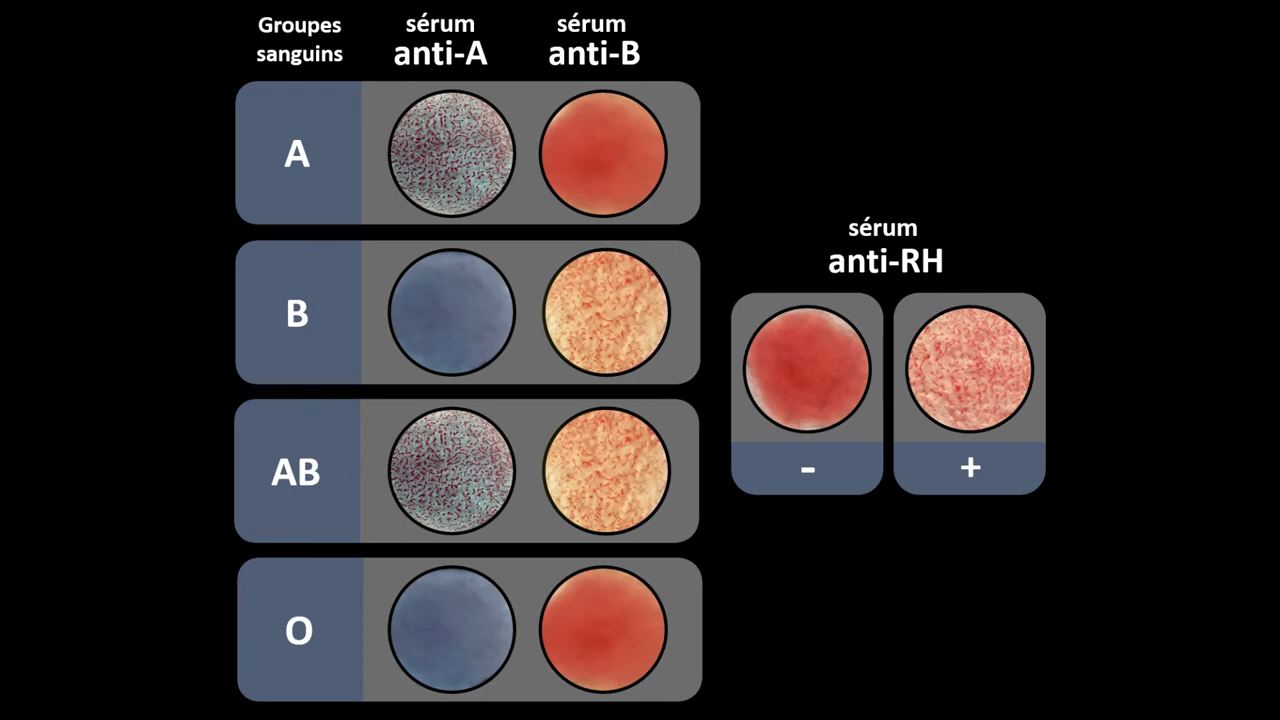 Groupes
sanguins
sérum
anti-A
sérum
anti-B
A
B
AB
O
sérum
anti-RH
-
+